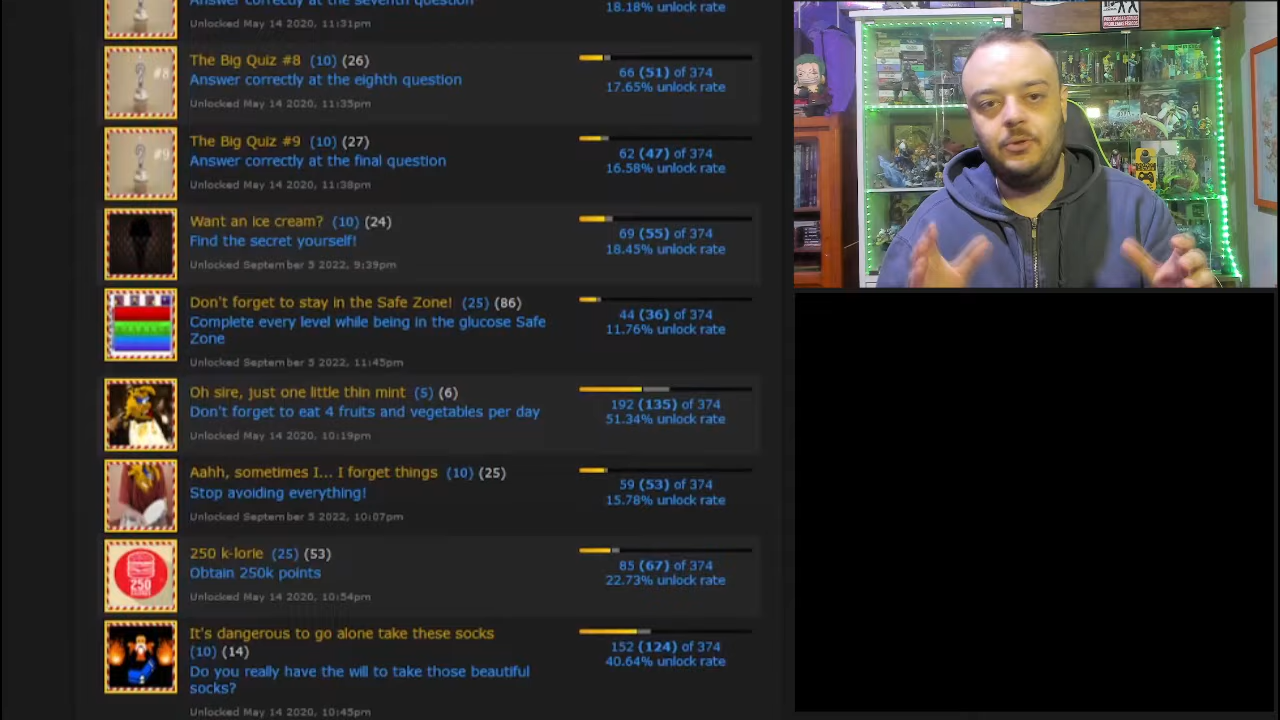 Answer correctly at the seventh question
Unlocked May 14 2020, 11:31pm
18.18% unlock rate
#8
The Big Quiz #8 (10) (26)
Answer correctly at the eighth question
Unlocked May 14 2020, 11:35pm
66 (51) of 374
17.65% unlock rate
#9
The Big Quiz #9 (10) (27)
Answer correctly at the final question
Unlocked May 14 2020, 11:38pm
62 (47) of 374
16.58% unlock rate
Want an ice cream? (10) (24)
Find the secret yourself!
Unlocked September 5 2022, 9:39pm
69 (55) of 374
18.45% unlock rate
Don't forget to stay in the Safe Zone! (25) (86)
Complete every level while being in the glucose Safe
Zone
Unlocked September 5 2022, 11:45pm
44 (36) of 374
11.76% unlock rate
Oh sire, just one little thin mint (5) (6)
Don't forget to eat 4 fruits and vegetables per day
Unlocked May 14 2020, 10:19pm
192 (135) of 374
51.34% unlock rate
Aahh, sometimes I... I forget things (10) (25)
Stop avoiding everything!
Unlocked September 5 2022, 10:07pm
59 (53) of 374
15.78% unlock rate
250
250 k-lorie (25) (53)
Obtain 250k points
Unlocked May 14 2020, 10:54pm
85 (67) of 374
22.73% unlock rate
It's dangerous to go alone take these socks
(10) (14)
Do you really have the will to take those beautiful
socks?
Unlocked May 14 2020, 10:45pm
152 (124) of 374
40.64% unlock rate